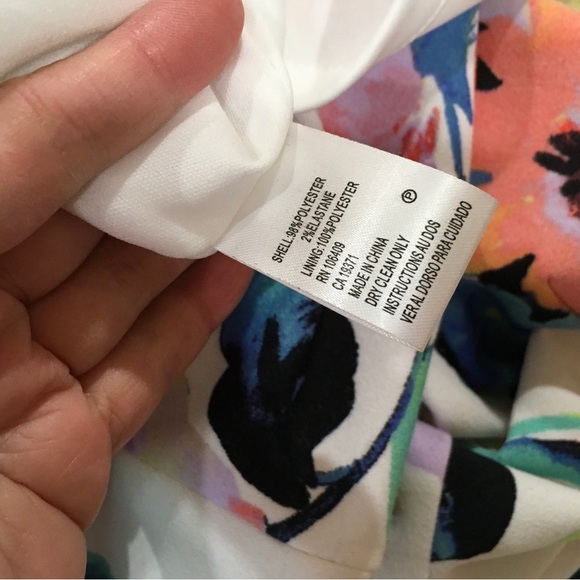 SHELL:98%POLYESTER
2%ELASTANE
LINING:100%POLYESTER
RN 106409
CA 19371
MADE IN CHINA
DRY CLEAN ONLY
INSTRUCTIONS AU DOS
VER AL DORSO PARA CUIDADO
P